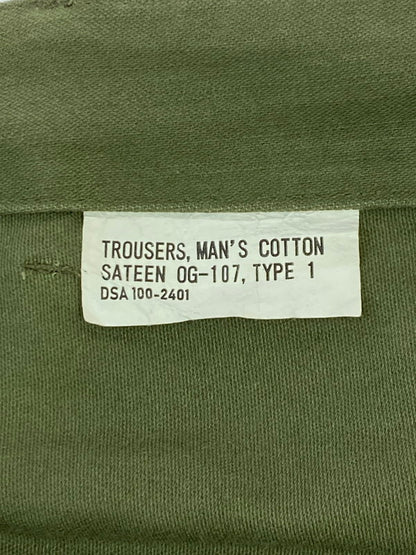 TROUSERS, MAN'S COTTON
SATEEN OG-107, TYPE 1
DSA 100-2401